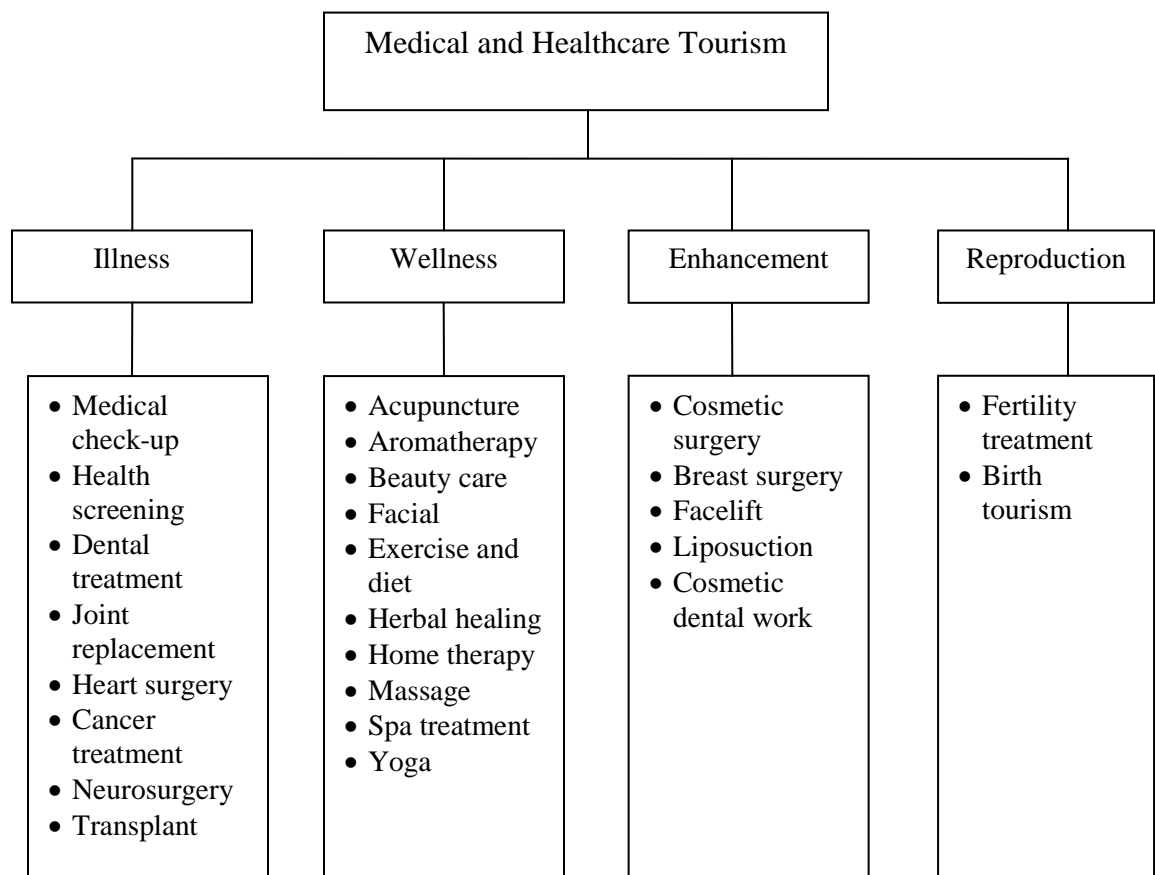 Medical and Healthcare Tourism
Illness
Wellness
Enhancement
Reproduction
• Medical
check-up
• Health
screening
• Dental
treatment
• Joint
replacement
• Heart surgery
• Cancer
treatment
• Neurosurgery
• Transplant
• Acupuncture
• Aromatherapy
• Beauty care
• Facial
• Exercise and
diet
• Herbal healing
• Home therapy
• Massage
• Spa treatment
• Yoga
• Cosmetic
surgery
• Breast surgery
• Facelift
• Liposuction
• Cosmetic
dental work
• Fertility
treatment
• Birth
tourism